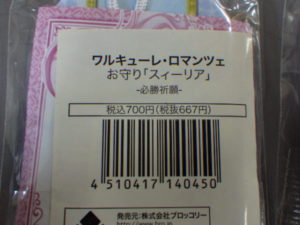 ワルキューレ・ロマンツェ
お守り「スィーリア」
-必勝祈願-
税込700円(税抜667円)
4 510417 140450
発売元:株式会社ブロッコリー